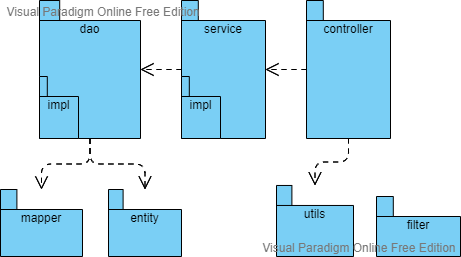 Visual Paradigm Online Free Edition
dao
service
controller
impl
impl
mapper
entity
utils
filter
Visual Paradigm Online Free Edition